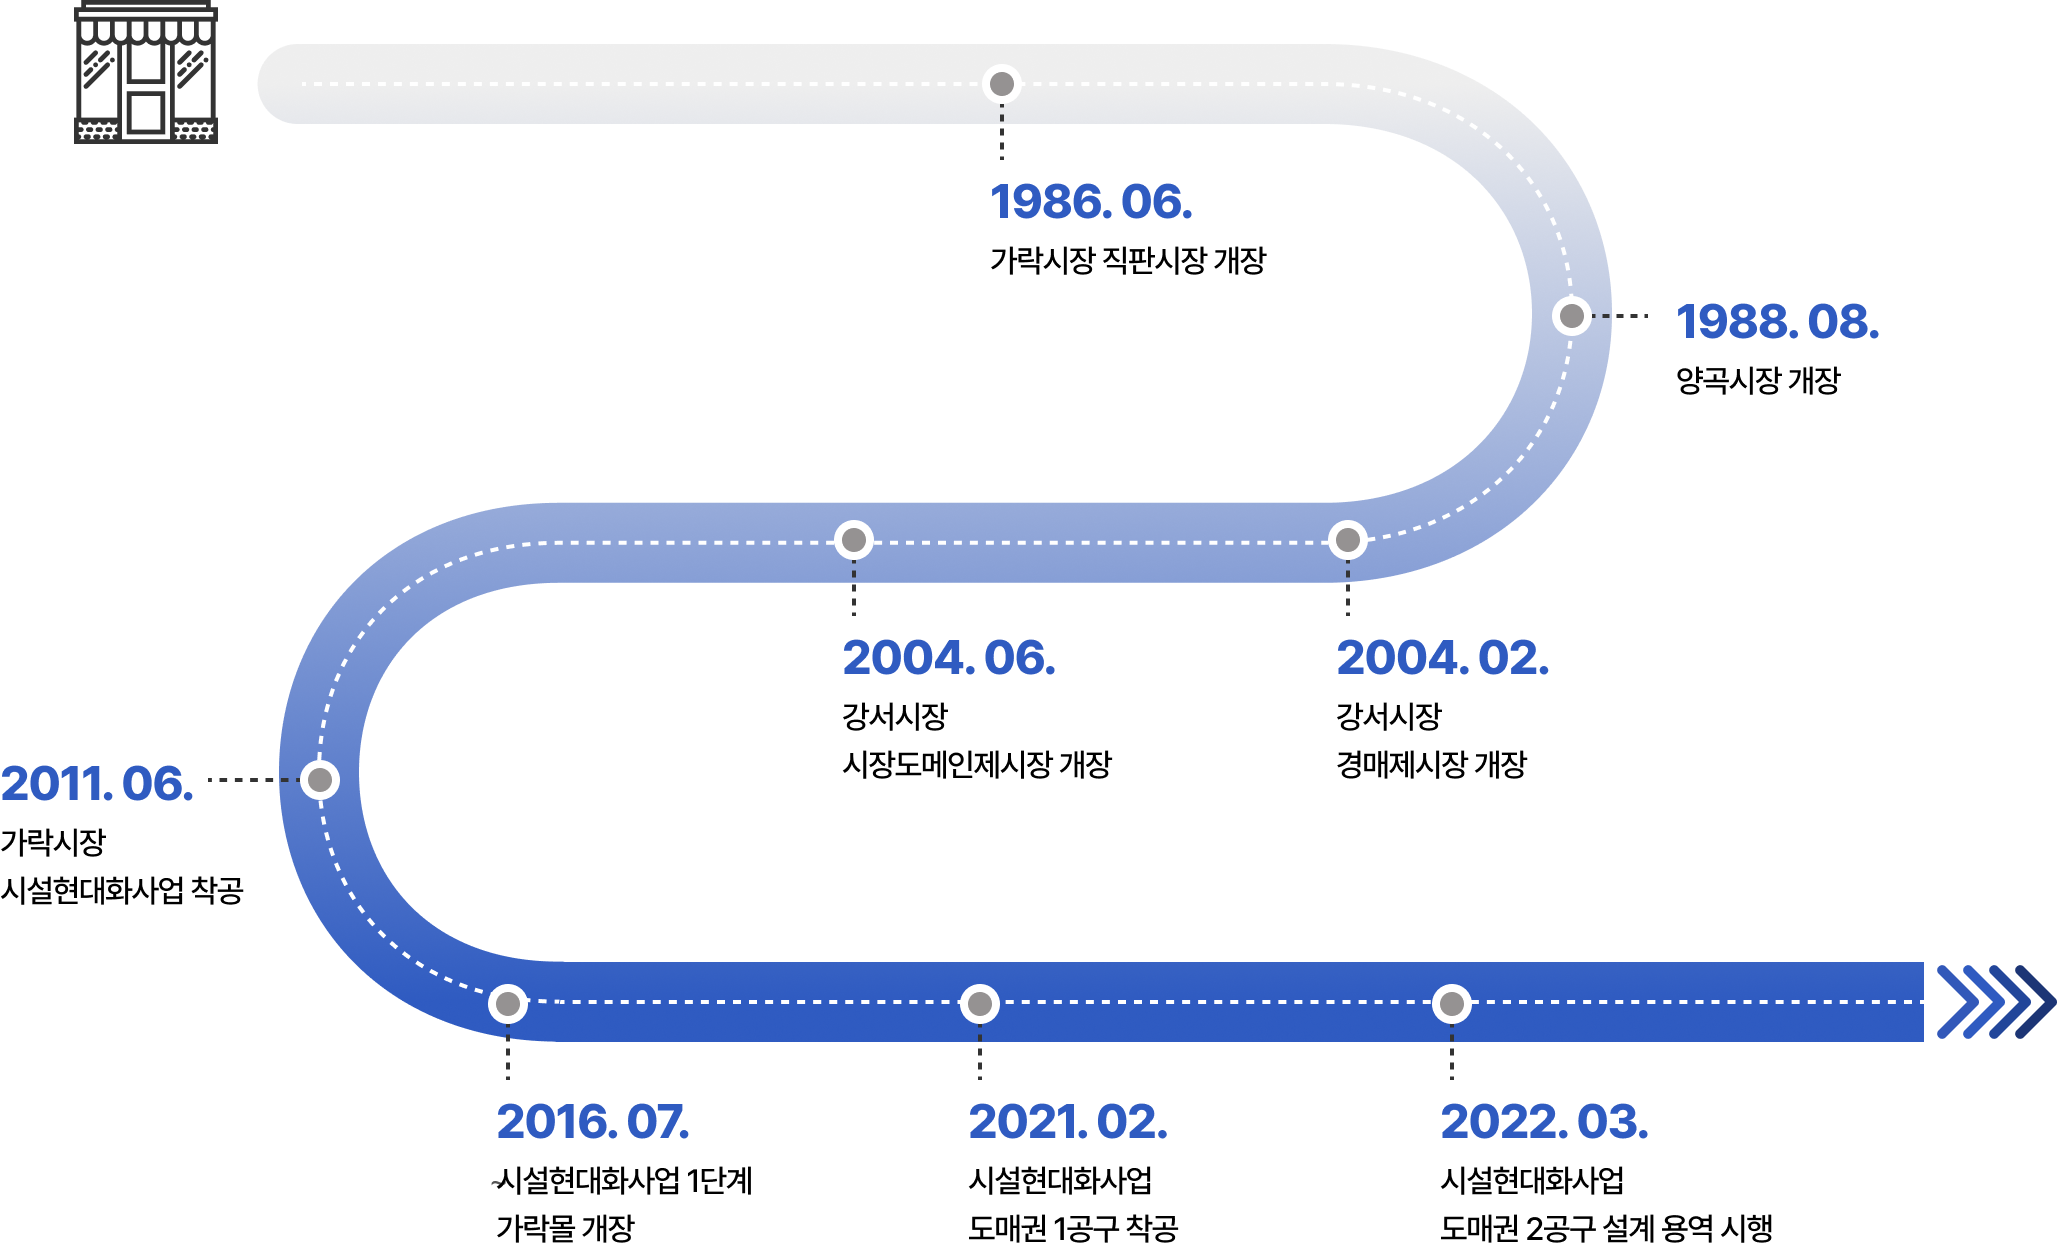 1986. 06.
가락시장 직판시장 개장
1988. 08.
양곡시장 개장
2004. 02.
강서시장
경매제시장 개장
2004. 06.
강서시장
시장도메인제시장 개장
2011. 06.
가락시장
시설현대화사업 착공
2016. 07.
시설현대화사업 1단계
가락몰 개장
2021. 02.
시설현대화사업
도매권 1공구 착공
2022. 03.
시설현대화사업
도매권 2공구 설계 용역 시행